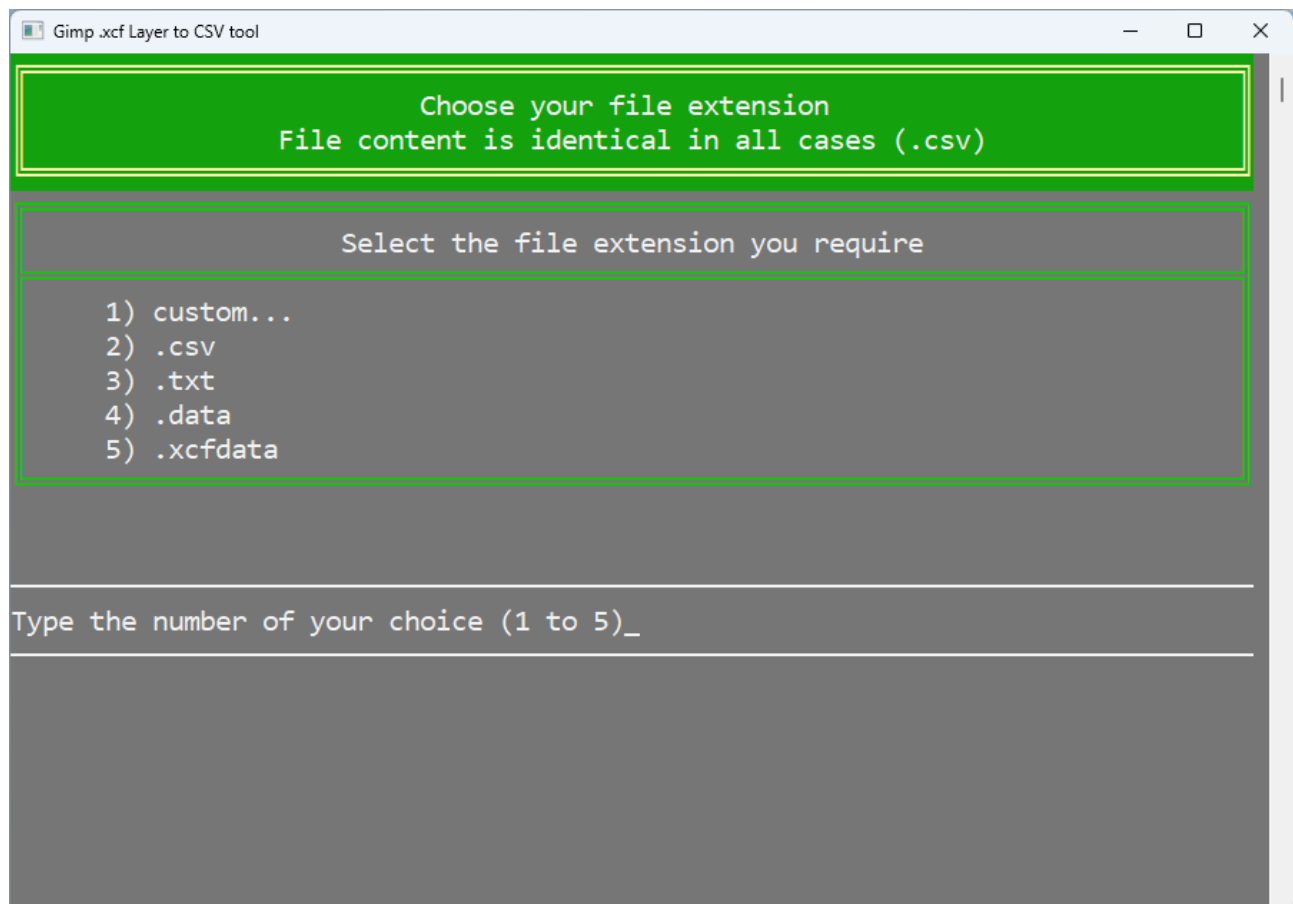 Gimp .xcf Layer to CSV tool
Choose your file extension
File content is identical in all cases (.csv)
Select the file extension you require
1) custom...
2) .csv
3) .txt
4) .data
5) .xcfdata
Type the number of your choice (1 to 5)_